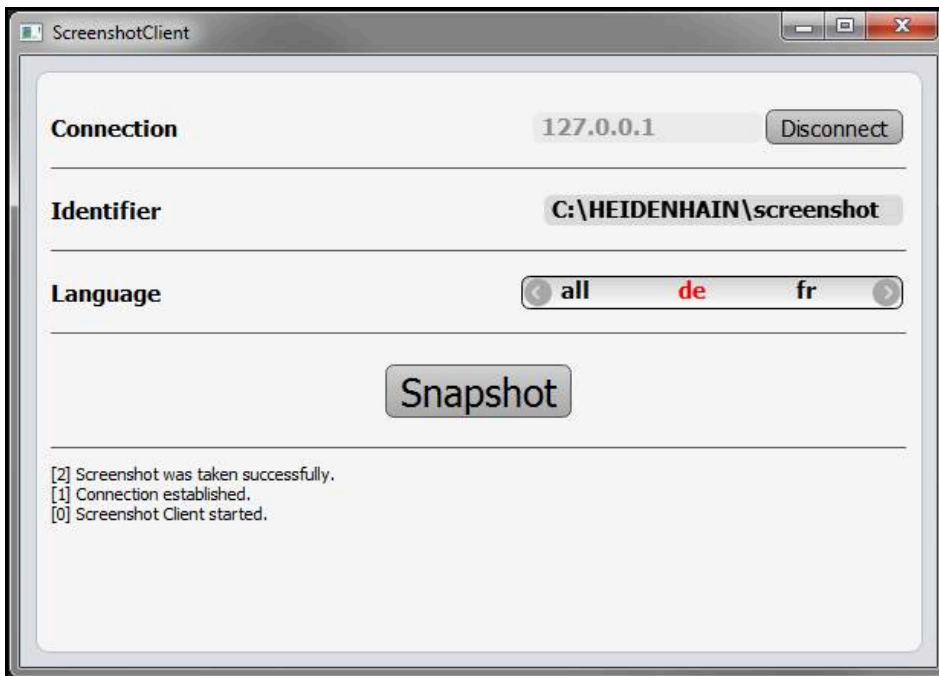 ScreenshotClient
Connection 127.0.0.1 Disconnect
Identifier C:\HEIDENHAIN\screenshot
Language all de fr
Snapshot
[2] Screenshot was taken successfully.
[1] Connection established.
[0] Screenshot Client started.